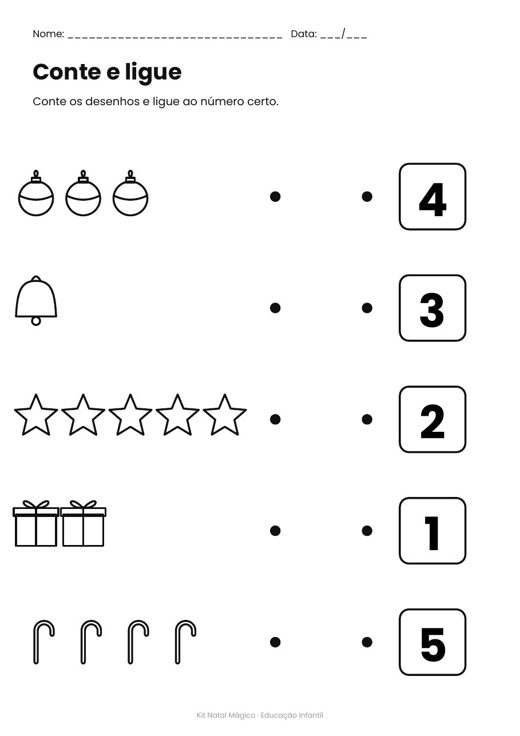 Nome: _____________________________ Data: ___/___
Conte e ligue
Conte os desenhos e ligue ao número certo.
4
3
2
1
5
Kit Natal Mágico · Educação Infantil